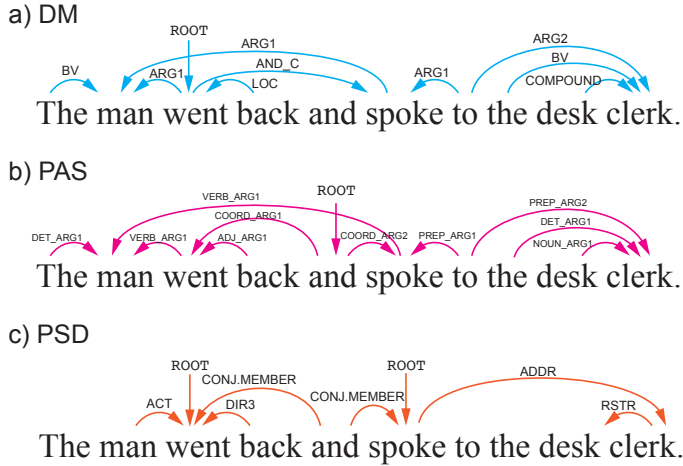 a) DM
ROOT
ARG1 ARG2
BV ARG1 AND_C ARG1 BV
LOC COMPOUND
The man went back and spoke to the desk clerk.
b) PAS
ROOT
VERB_ARG1 PREP_ARG2
COORD_ARG1 DET_ARG1
DET_ARG1 VERB_ARG1 ADJ_ARG1 COORD_ARG2 PREP_ARG1 NOUN_ARG1
The man went back and spoke to the desk clerk.
c) PSD
ROOT ROOT
CONJ.MEMBER ADDR
ACT DIR3 CONJ.MEMBER RSTR
The man went back and spoke to the desk clerk.